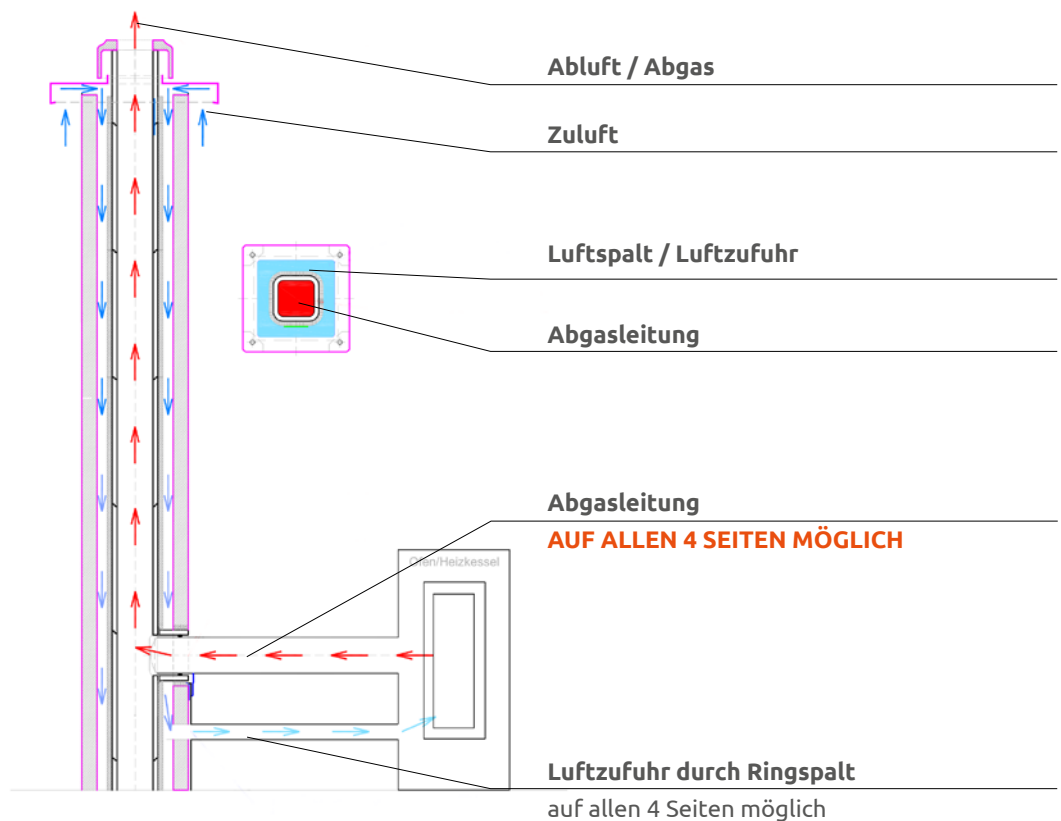 Abluft / Abgas
Zuluft
Luftspalt / Luftzufuhr
Abgasleitung
Abgasleitung
AUF ALLEN 4 SEITEN MÖGLICH
Ofen/Heizkessel
Luftzufuhr durch Ringspalt
auf allen 4 Seiten möglich